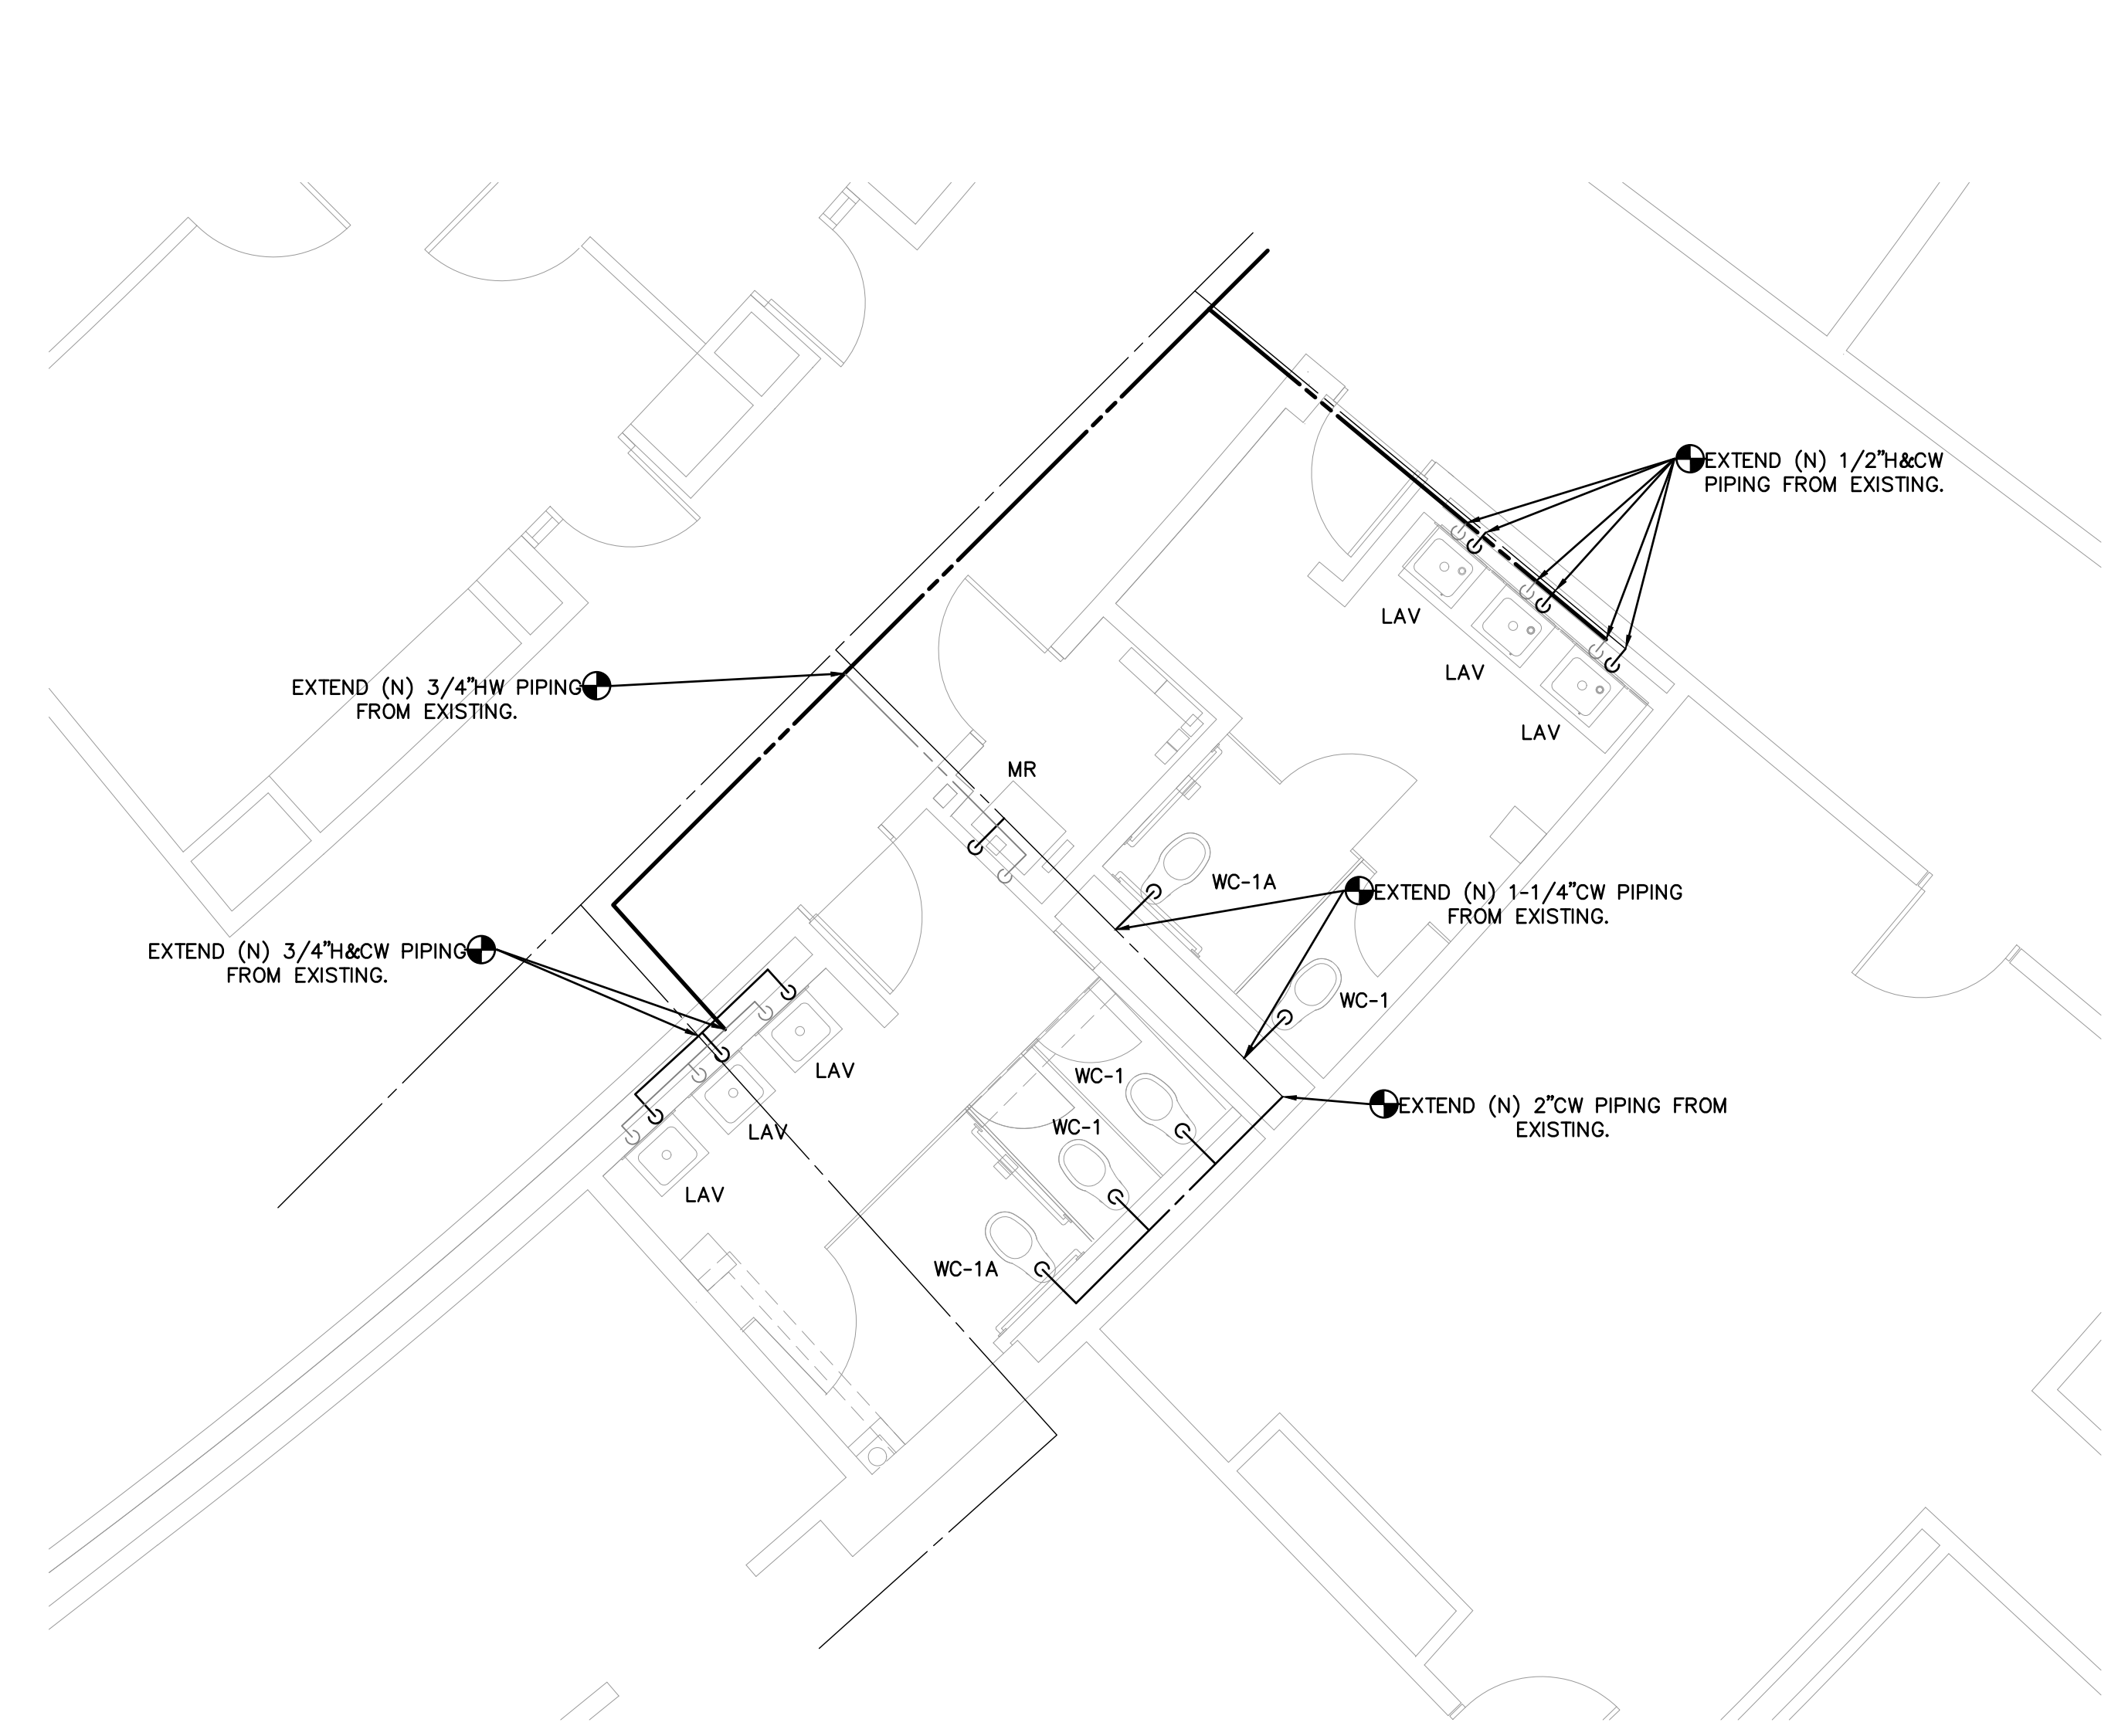 EXTEND (N) 1/2"H&CW
PIPING FROM EXISTING.
LAV
LAV
LAV
EXTEND (N) 3/4"HW PIPING
FROM EXISTING.
MR
WC-1A
EXTEND (N) 1-1/4"CW PIPING
FROM EXISTING.
WC-1
EXTEND (N) 3/4"H&CW PIPING
FROM EXISTING.
LAV
LAV
LAV
WC-1
WC-1
WC-1A
EXTEND (N) 2"CW PIPING FROM
EXISTING.